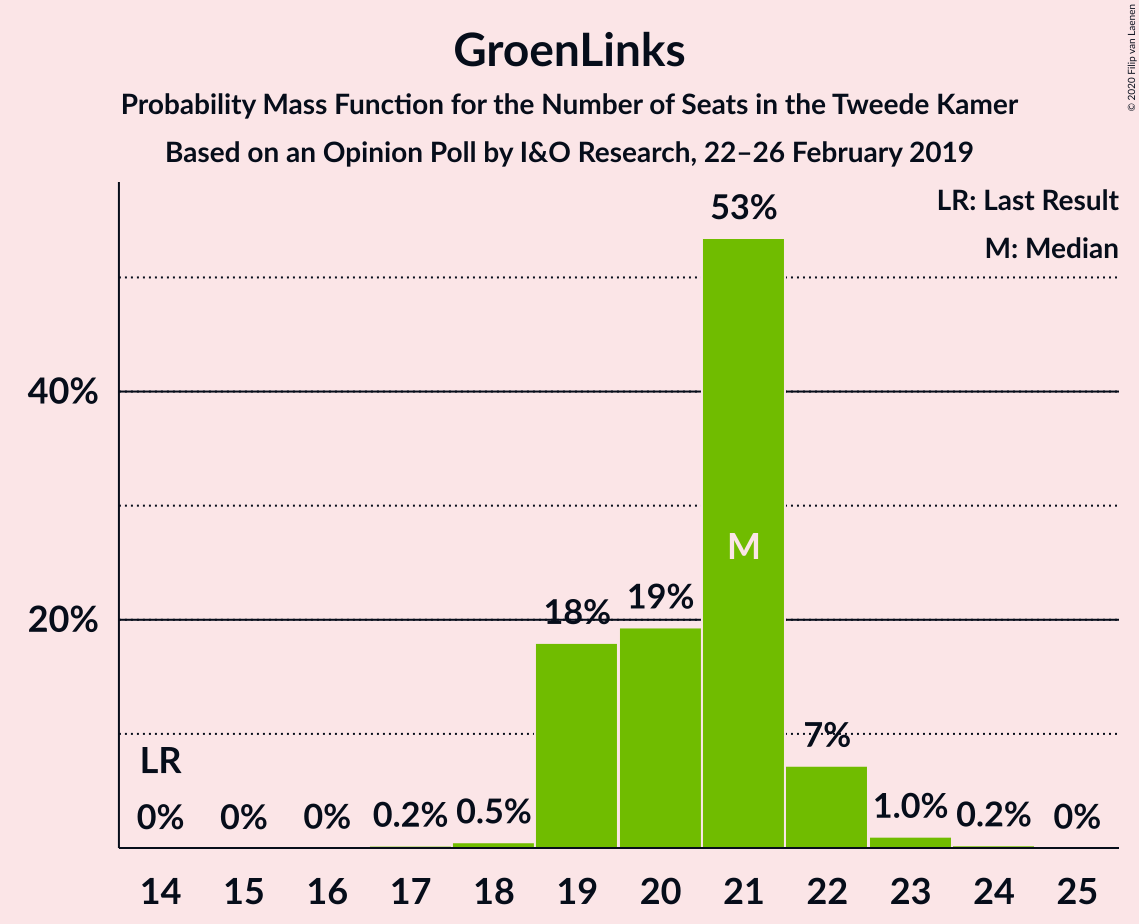 GroenLinks
Probability Mass Function for the Number of Seats in the Tweede Kamer
Based on an Opinion Poll by I&O Research, 22–26 February 2019
© 2020 Filip van Laenen
LR: Last Result
M: Median
53%
40%
M
18% 19%
20%
7%
LR
0% 0% 0% 0.2% 0.5% 1.0% 0.2% 0%
14 15 16 17 18 19 20 21 22 23 24 25